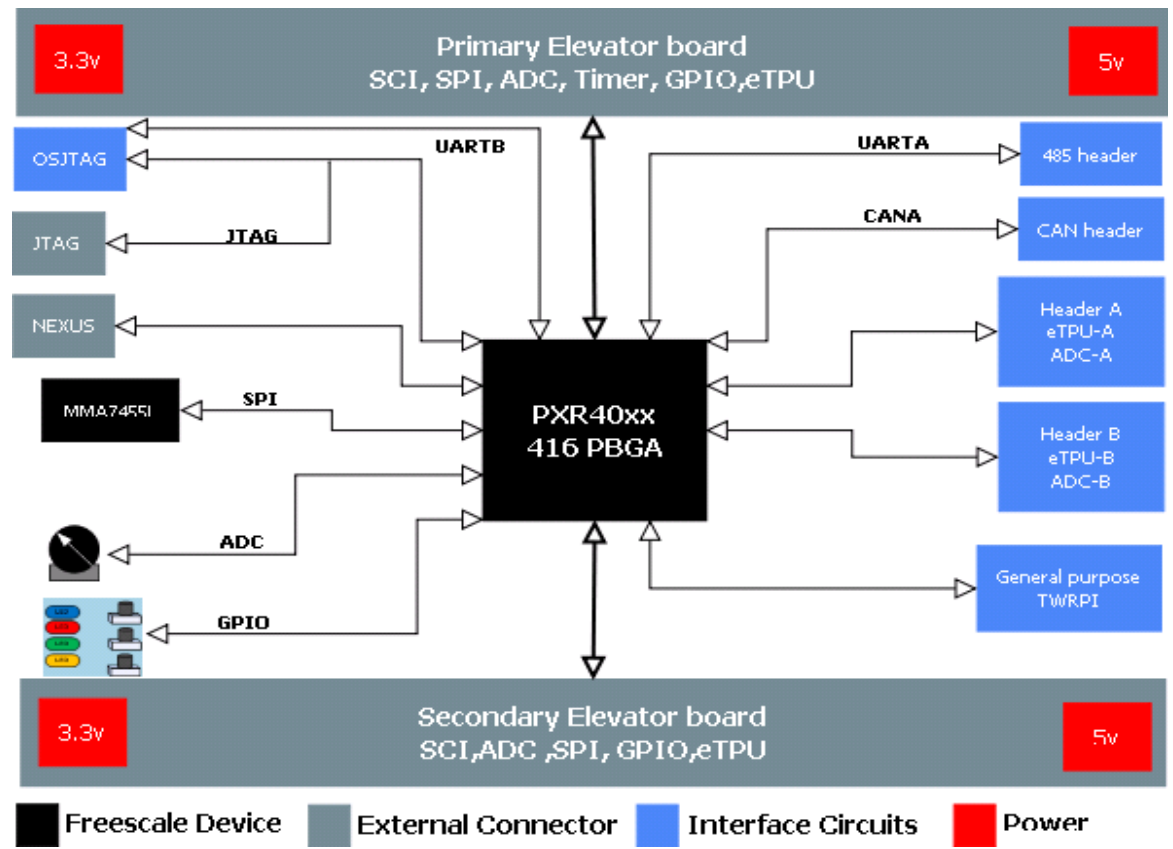 3.3v
Primary Elevator board
SCI, SPI, ADC, Timer, GPIO,eTPU
5v
OSJTAG
UARTB
UARTA
485 header
JTAG
JTAG
CANA
CAN header
NEXUS
Header A
eTPU-A
ADC-A
MMA7455L
SPI
PXR40xx
416 PBGA
Header B
eTPU-B
ADC-B
ADC
General purpose
TWRPI
GPIO
3.3v
Secondary Elevator board
SCI,ADC ,SPI, GPIO,eTPU
5v
Freescale Device
External Connector
Interface Circuits
Power